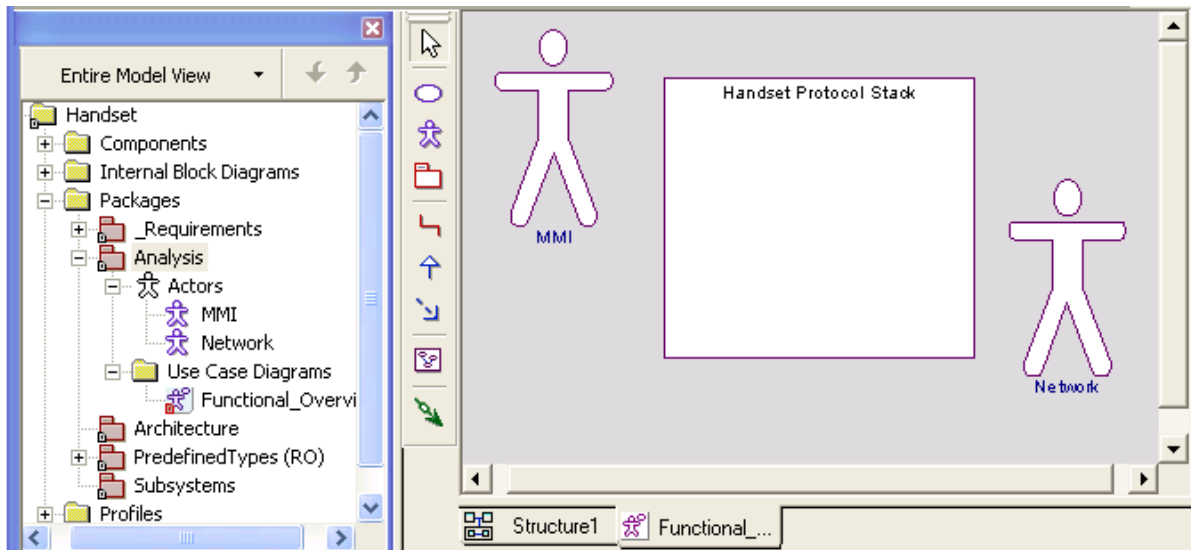 Entire Model View
Handset
Components
Internal Block Diagrams
Packages
_Requirements
Analysis
Actors
MMI
Network
Use Case Diagrams
Functional_Overvi
Architecture
PredefinedTypes (RO)
Subsystems
Profiles
Handset Protocol Stack
MMI
Network
Structure1
Functional_...